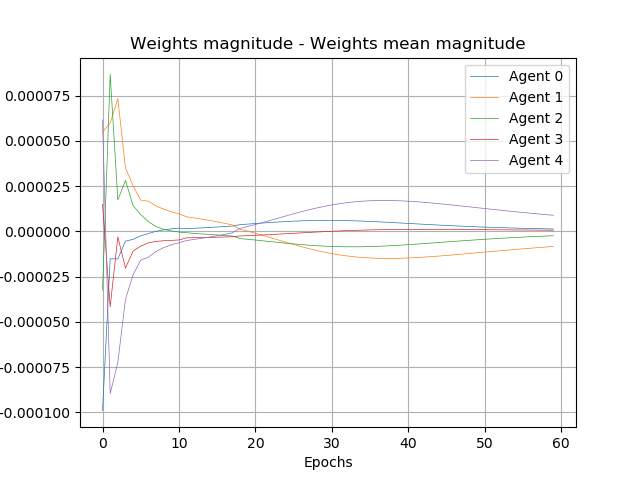 Weights magnitude - Weights mean magnitude
0.000075
0.000050
0.000025
0.000000
-0.000025
-0.000050
-0.000075
-0.000100
0 10 20 30 40 50 60
Epochs
Agent 0
Agent 1
Agent 2
Agent 3
Agent 4